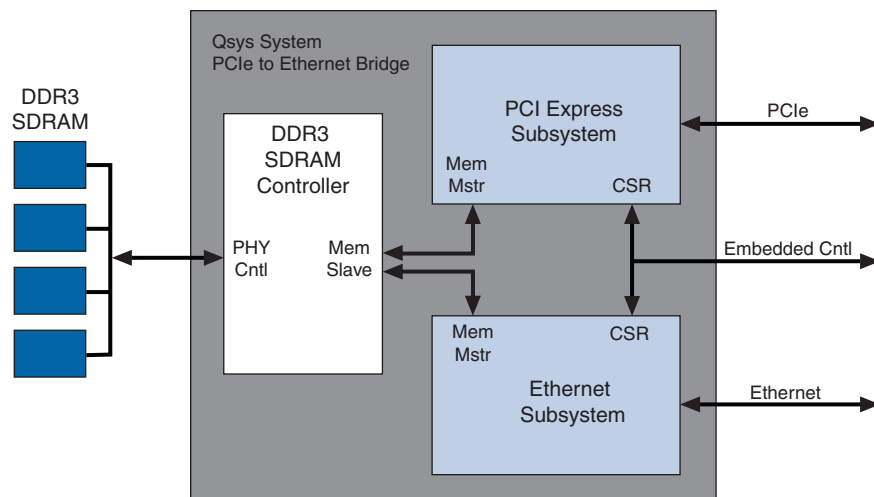 Qsys System
PCIe to Ethernet Bridge
DDR3
SDRAM
DDR3
SDRAM
Controller
PHY
Cntl
Mem
Slave
PCI Express
Subsystem
Mem
Mstr
CSR
PCIe
Embedded Cntl
Mem
Mstr
CSR
Ethernet
Subsystem
Ethernet